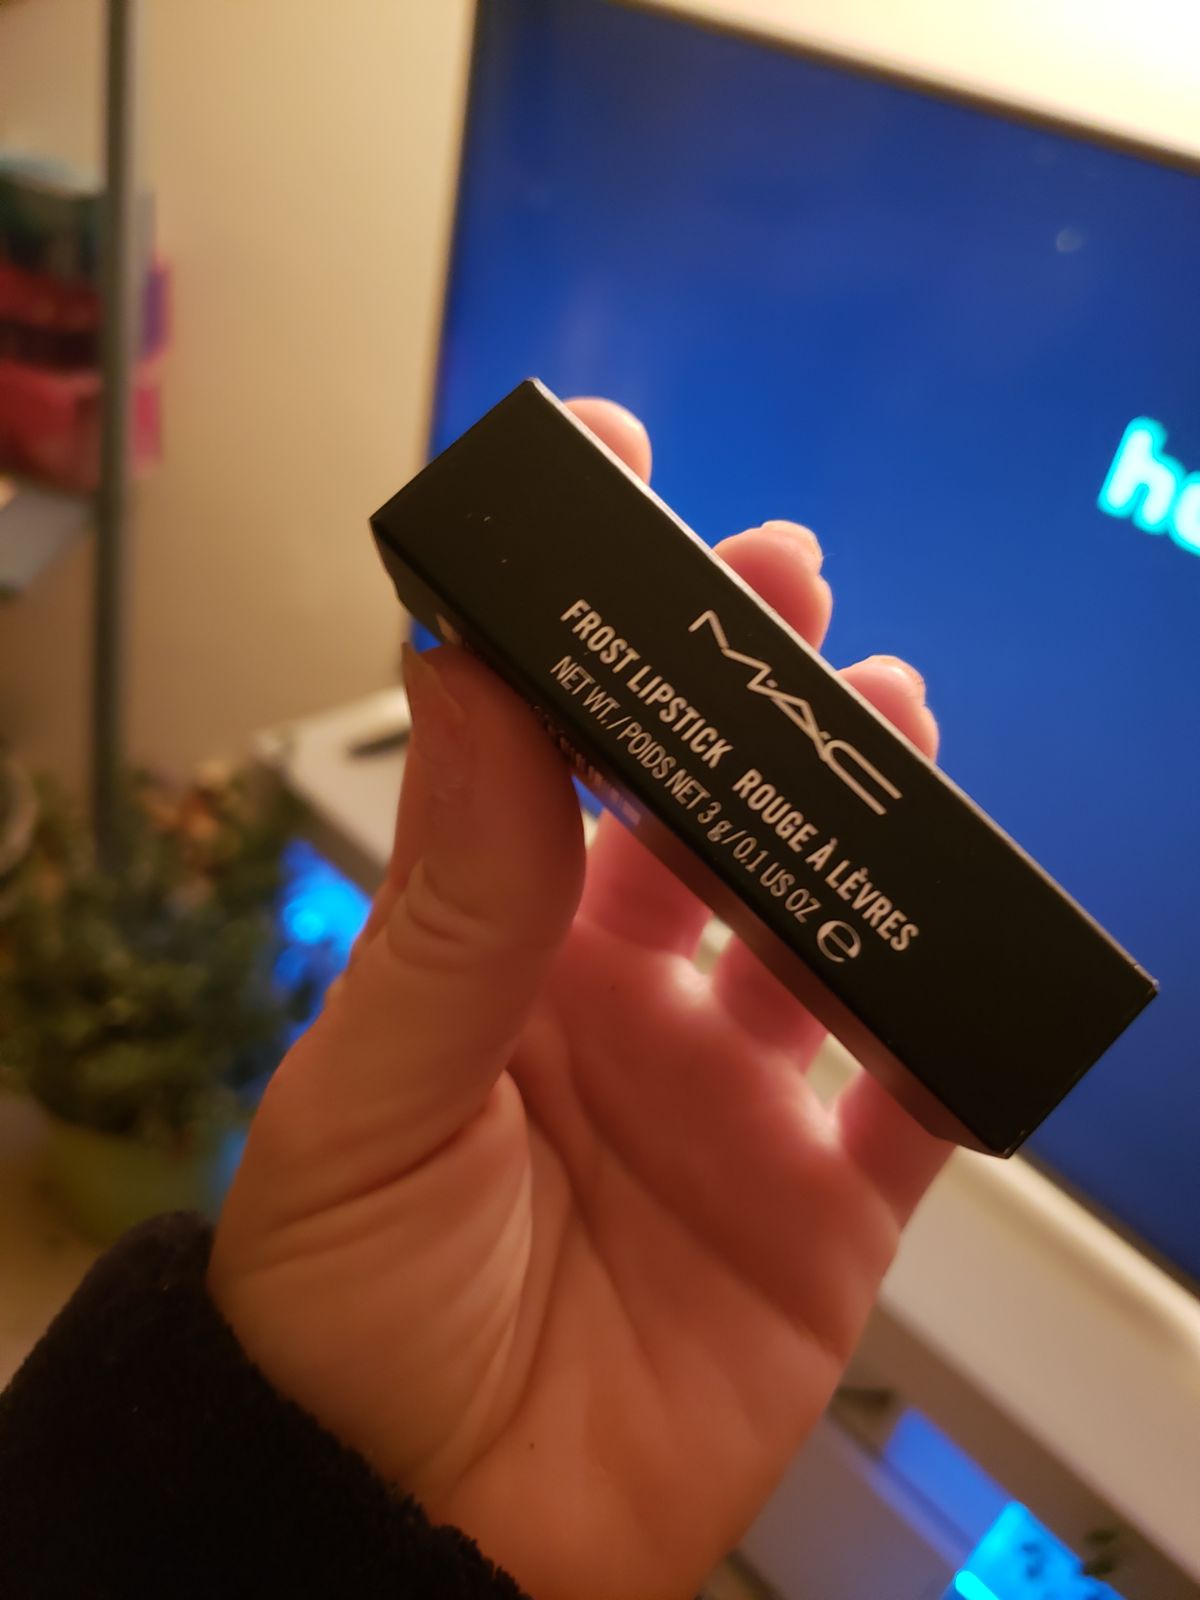 MAC
FROST LIPSTICK ROUGE À LÈVRES
NET WT. / POIDS NET 3 g / 0.1 US OZ e